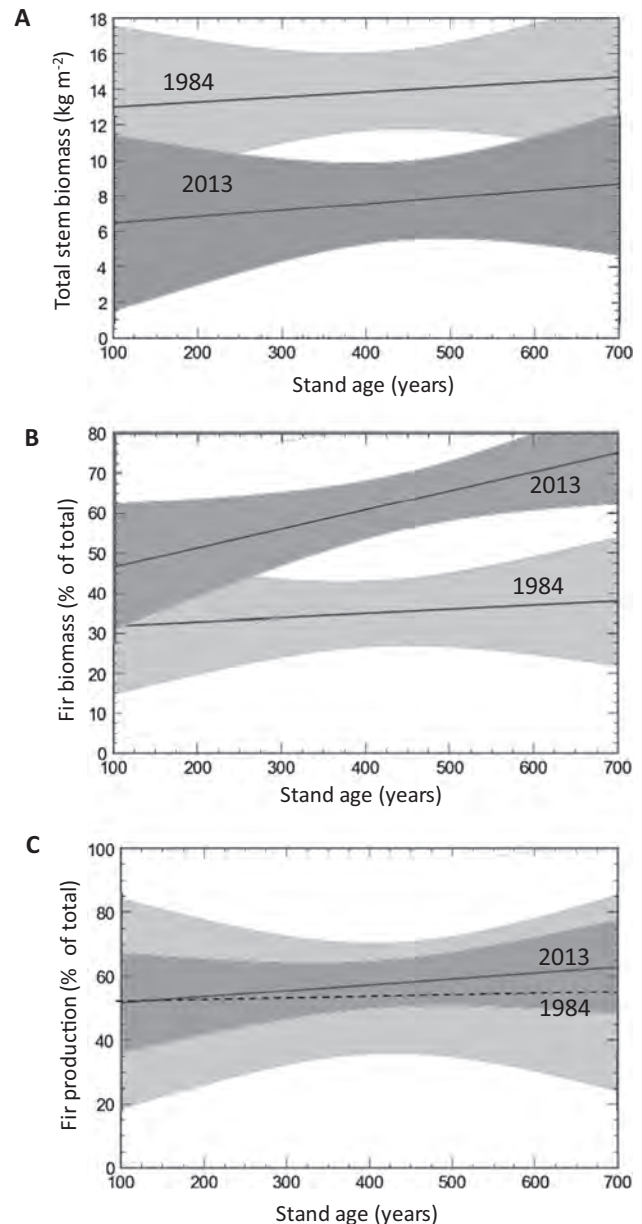 A
Total stem biomass (kg m⁻²)
18
16
14
12
10
8
6
4
2
0
1984
2013
100 200 300 400 500 600 700
Stand age (years)
B
Fir biomass (% of total)
80
70
60
50
40
30
20
10
0
2013
1984
100 200 300 400 500 600 700
Stand age (years)
C
Fir production (% of total)
100
80
60
40
20
0
2013
1984
100 200 300 400 500 600 700
Stand age (years)